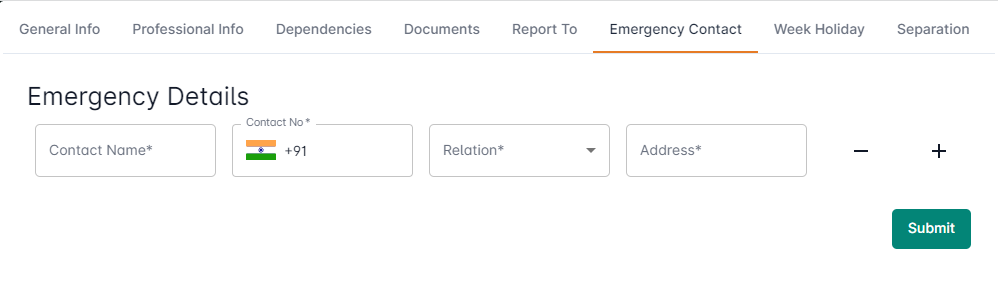 General Info Professional Info Dependencies Documents Report To Emergency Contact Week Holiday Separation
Emergency Details
Contact Name* Contact No* +91 Relation* Address*
Submit